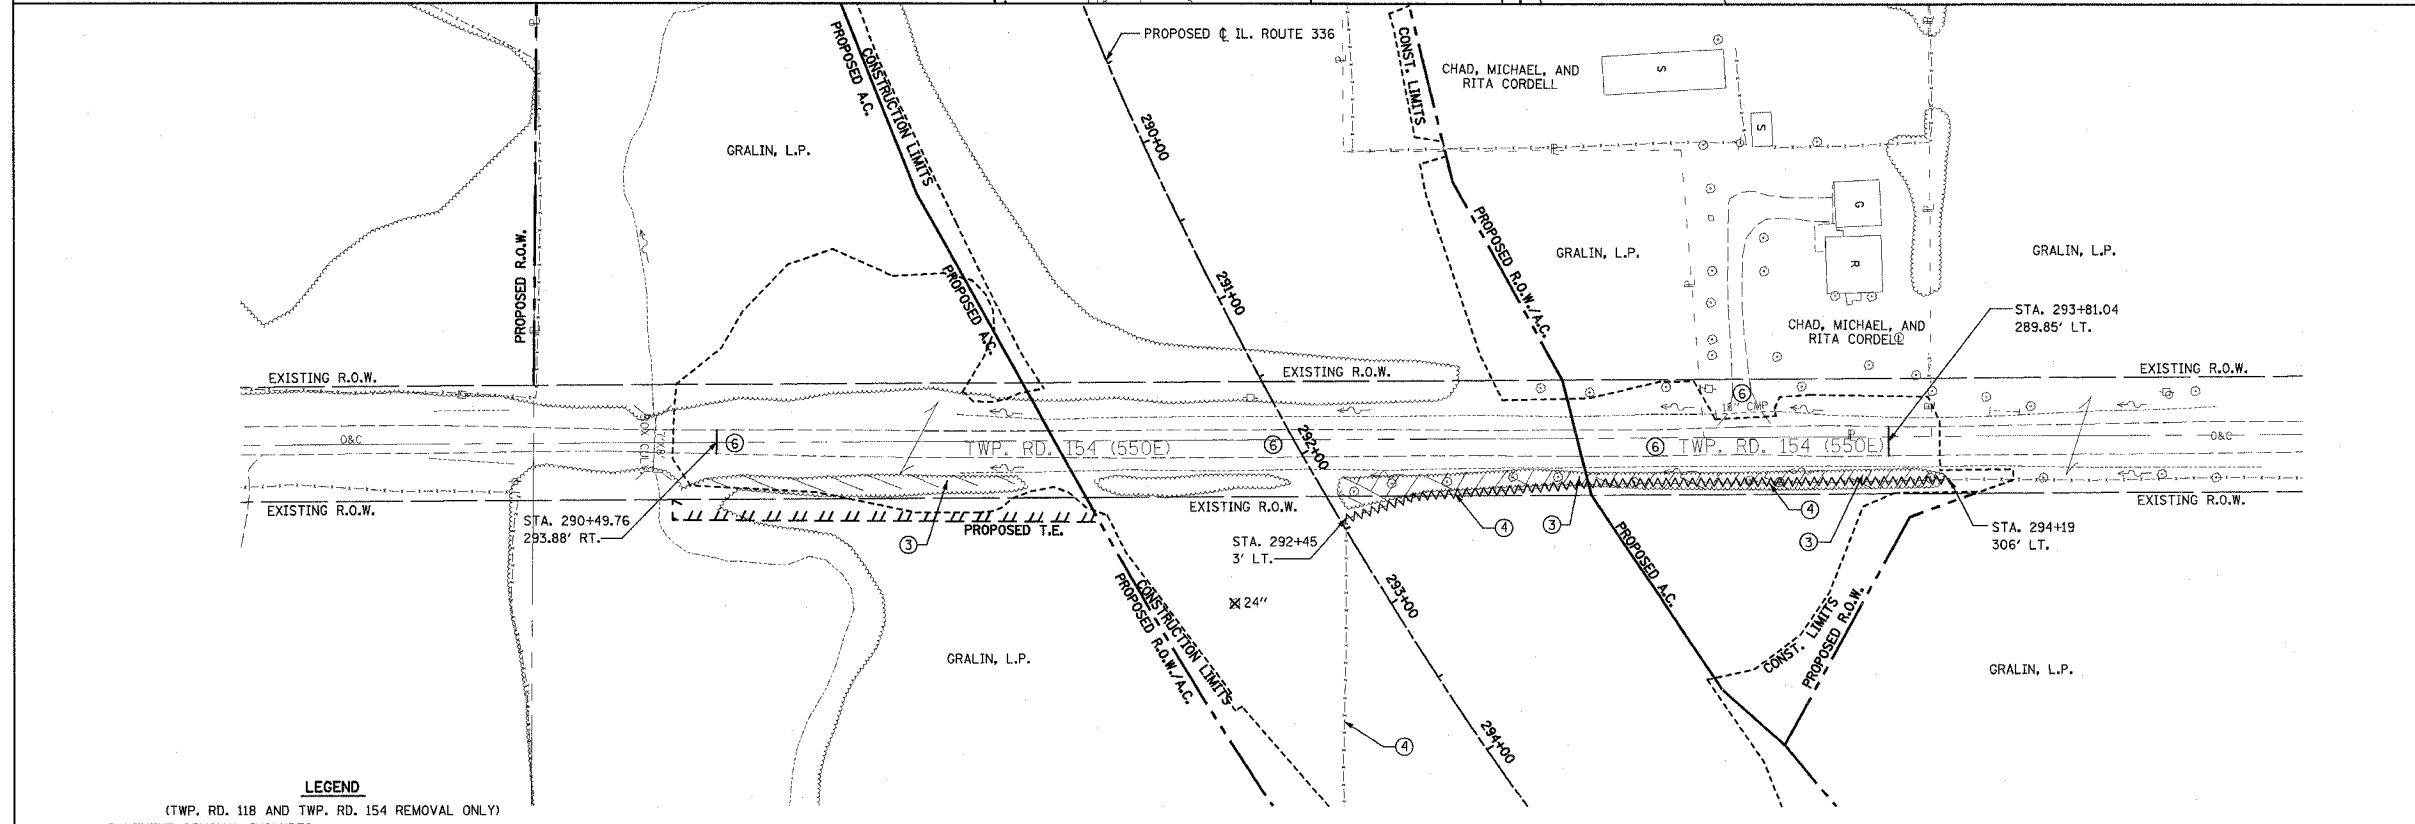 PROPOSED ℄ IL. ROUTE 336
PROPOSED A.C.
CONSTRUCTION LIMITS
CONST. LIMITS
CHAD, MICHAEL, AND
RITA CORDELL
S
S
290+00
GRALIN, L.P.
PROPOSED R.O.W.
PROPOSED A.C.
291+00
PROPOSED R.O.W./A.C.
GRALIN, L.P.
G
R
GRALIN, L.P.
CHAD, MICHAEL, AND
RITA CORDELL
STA. 293+81.04
289.85' LT.
EXISTING R.O.W.
EXISTING R.O.W.
EXISTING R.O.W.
6
18" CMP
O&C
6
TWP. RD. 154 (550E)
6
292+00
6
TWP. RD. 154 (550E)
O&C
EXISTING R.O.W.
EXISTING R.O.W.
EXISTING R.O.W.
STA. 290+49.76
293.88' RT.
3
PROPOSED T.E.
STA. 292+45
3' LT.
4
3
4
3
STA. 294+19
306' LT.
24"
293+00
PROPOSED A.C.
CONSTRUCTION LIMITS
PROPOSED R.O.W./A.C.
CONST. LIMITS
PROPOSED R.O.W.
GRALIN, L.P.
GRALIN, L.P.
4
294+00
LEGEND
(TWP. RD. 118 AND TWP. RD. 154 REMOVAL ONLY)